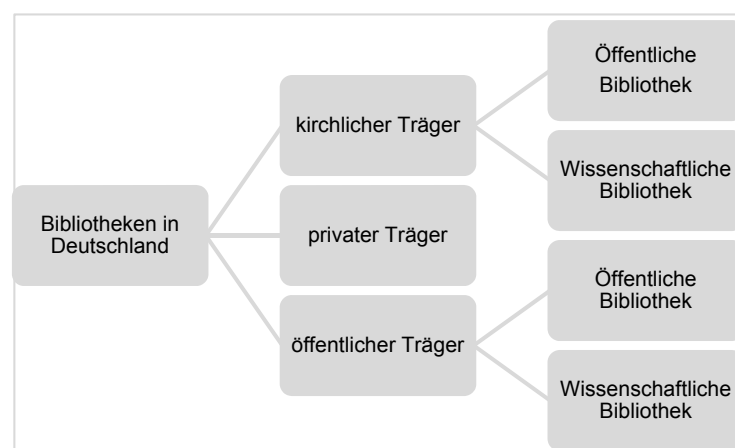 Bibliotheken in
Deutschland
kirchlicher Träger
privater Träger
öffentlicher Träger
Öffentliche
Bibliothek
Wissenschaftliche
Bibliothek
Öffentliche
Bibliothek
Wissenschaftliche
Bibliothek